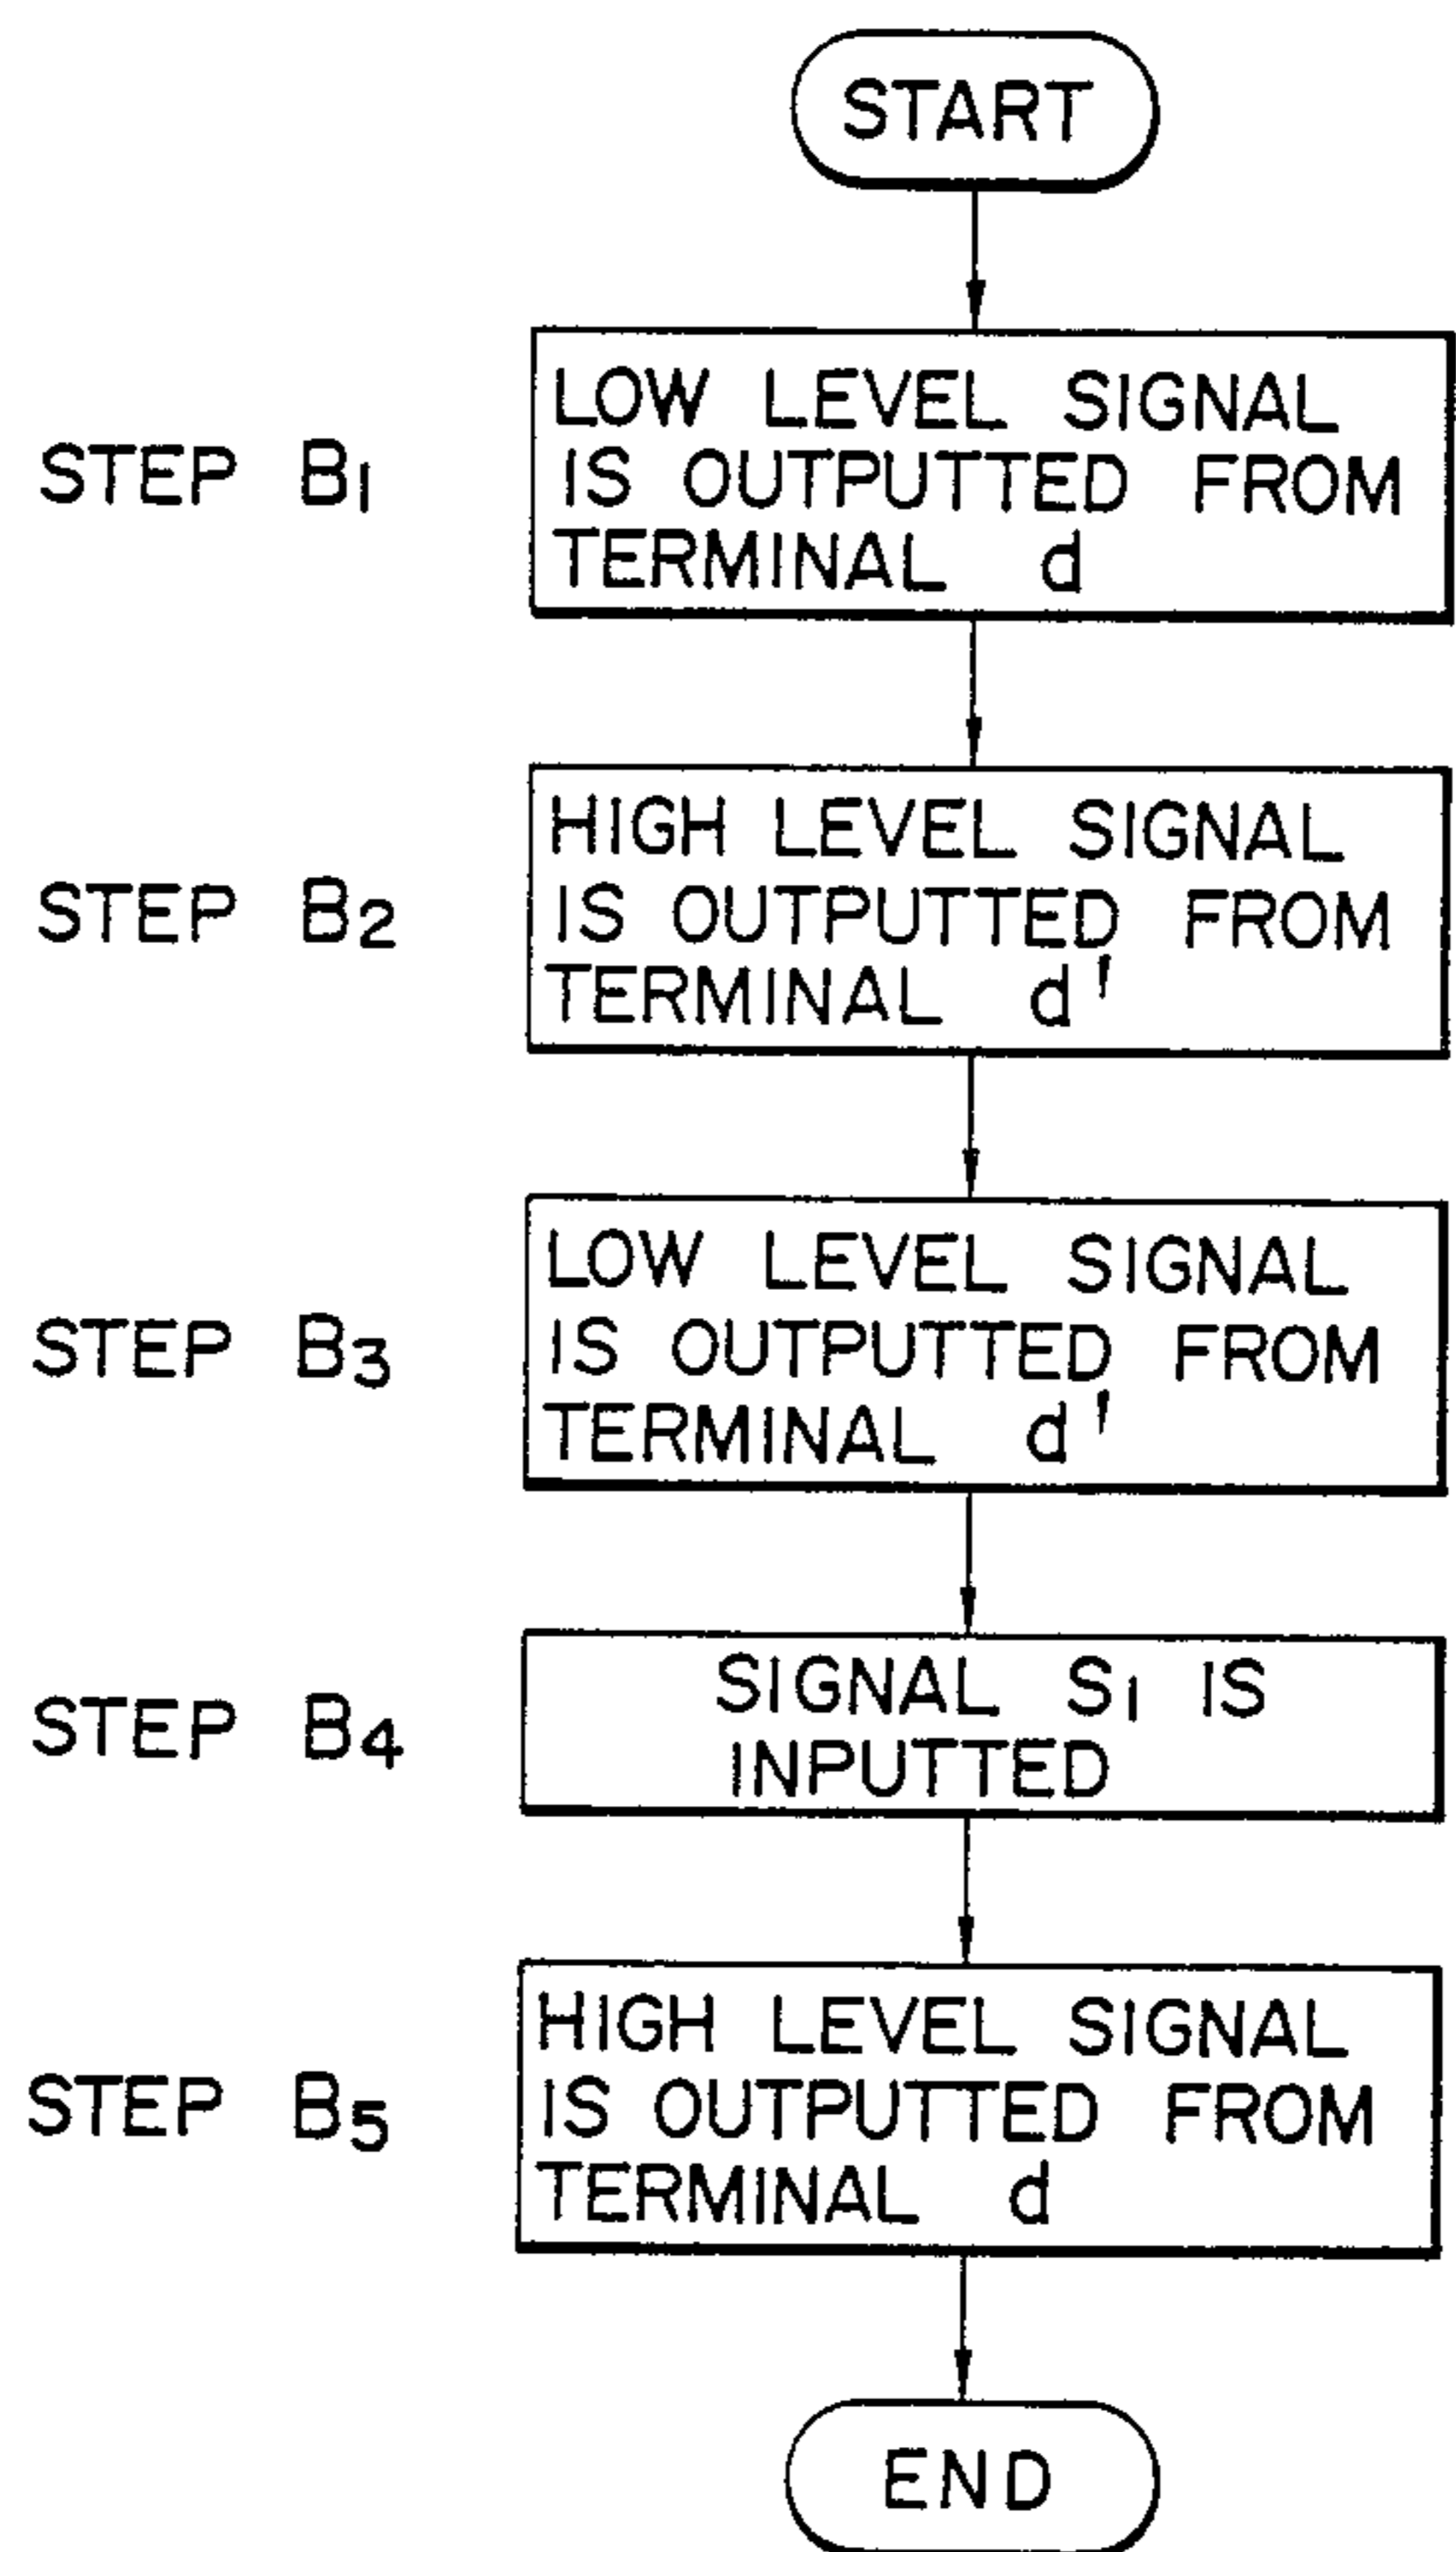 START
STEP B1
LOW LEVEL SIGNAL
IS OUTPUTTED FROM
TERMINAL d
STEP B2
HIGH LEVEL SIGNAL
IS OUTPUTTED FROM
TERMINAL d'
STEP B3
LOW LEVEL SIGNAL
IS OUTPUTTED FROM
TERMINAL d'
STEP B4
SIGNAL S1 IS
INPUTTED
STEP B5
HIGH LEVEL SIGNAL
IS OUTPUTTED FROM
TERMINAL d
END